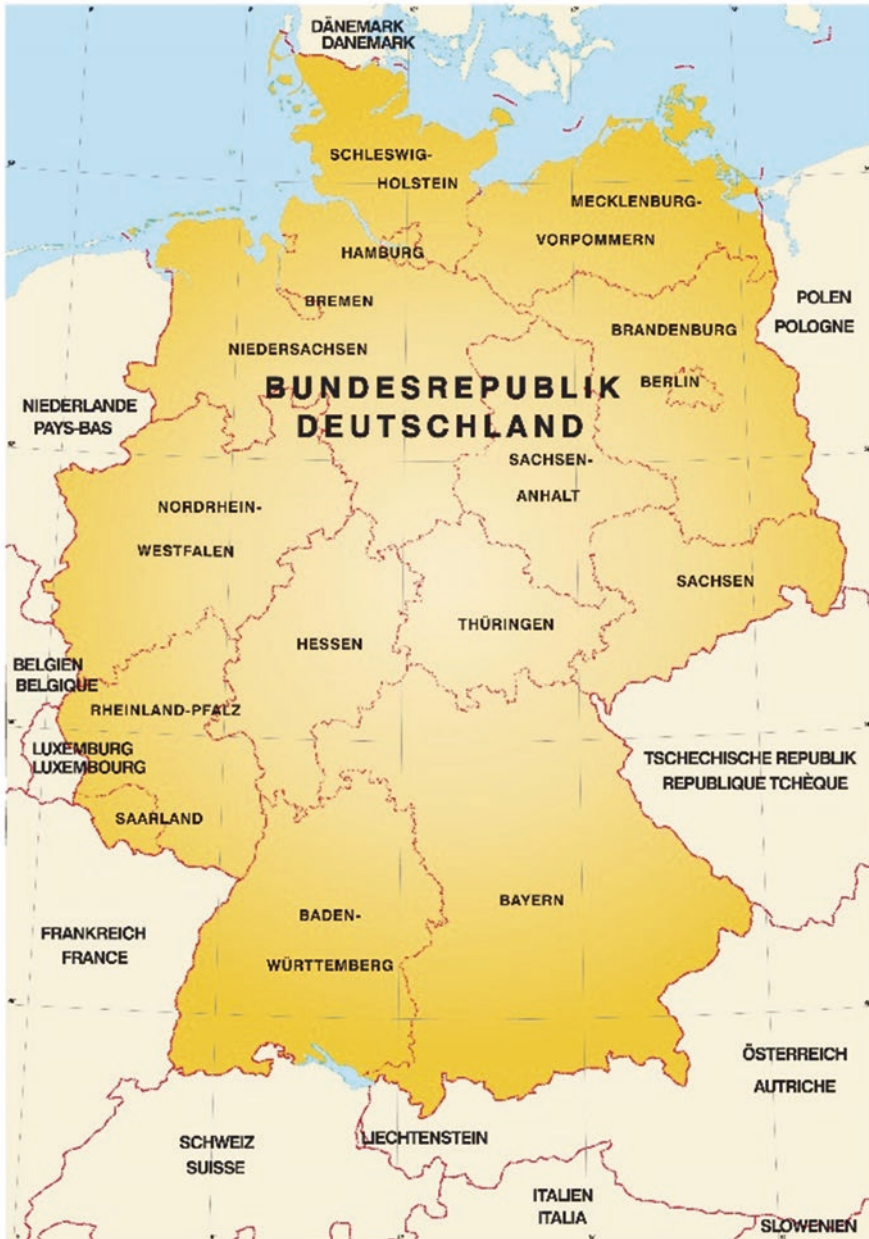 DÄNEMARK
DANEMARK
SCHLESWIG-
HOLSTEIN
MECKLENBURG-
VORPOMMERN
HAMBURG
BREMEN
POLEN
POLOGNE
BRANDENBURG
NIEDERSACHSEN
BERLIN
BUNDESREPUBLIK
DEUTSCHLAND
NIEDERLANDE
PAYS-BAS
SACHSEN-
ANHALT
NORDRHEIN-
WESTFALEN
SACHSEN
THÜRINGEN
HESSEN
BELGIEN
BELGIQUE
RHEINLAND-PFALZ
LUXEMBURG
LUXEMBOURG
TSCHECHISCHE REPUBLIK
REPUBLIQUE TCHÈQUE
SAARLAND
BAYERN
BADEN-
WÜRTTEMBERG
FRANKREICH
FRANCE
ÖSTERREICH
AUTRICHE
SCHWEIZ
SUISSE
LIECHTENSTEIN
ITALIEN
ITALIA
SLOWENIEN